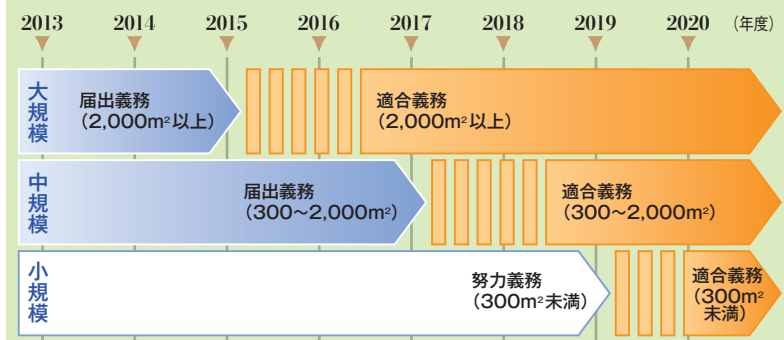 2013 2014 2015 2016 2017 2018 2019 2020 (年度)
大規模
届出義務
(2,000m²以上)
適合義務
(2,000m²以上)
中規模
届出義務
(300〜2,000m²)
適合義務
(300〜2,000m²)
小規模
努力義務
(300m²未満)
適合義務
(300m²
未満)